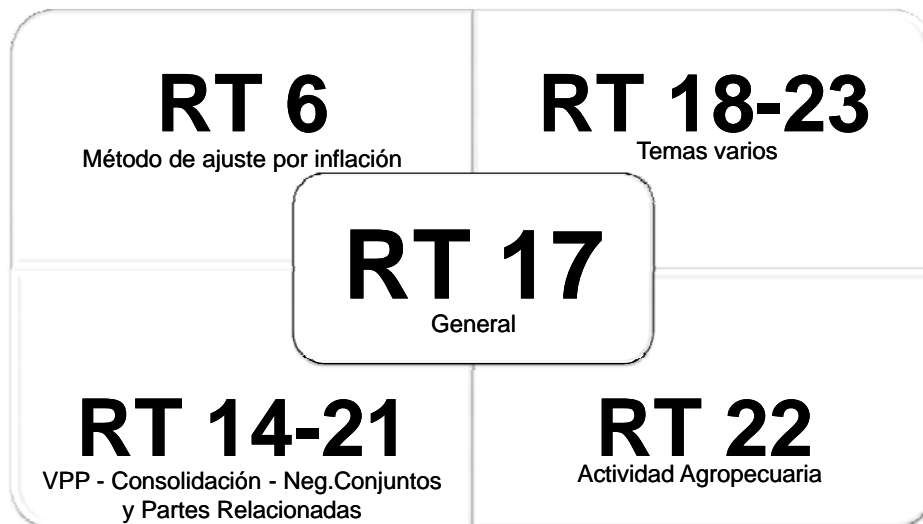 RT 6
Método de ajuste por inflación
RT 18-23
Temas varios
RT 17
General
RT 14-21
VPP - Consolidación - Neg.Conjuntos
y Partes Relacionadas
RT 22
Actividad Agropecuaria